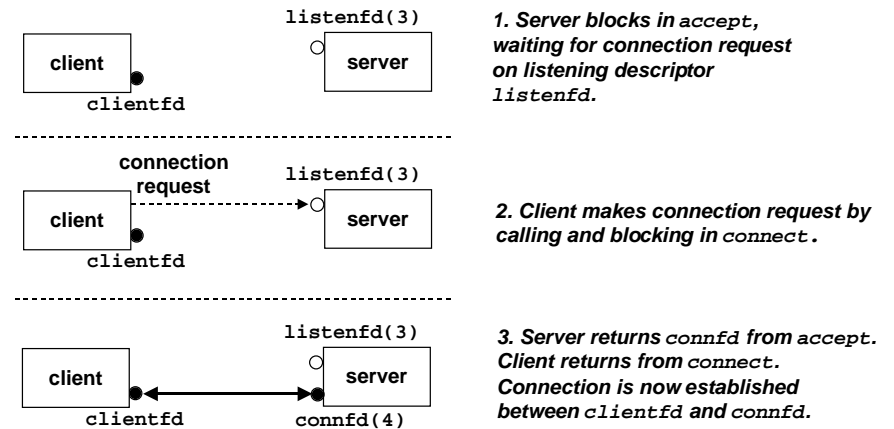 listenfd(3)
client
server
clientfd
1. Server blocks in accept,
waiting for connection request
on listening descriptor
listenfd.
connection
request
listenfd(3)
client
server
clientfd
2. Client makes connection request by
calling and blocking in connect.
listenfd(3)
client
server
clientfd
connfd(4)
3. Server returns connfd from accept.
Client returns from connect.
Connection is now established
between clientfd and connfd.